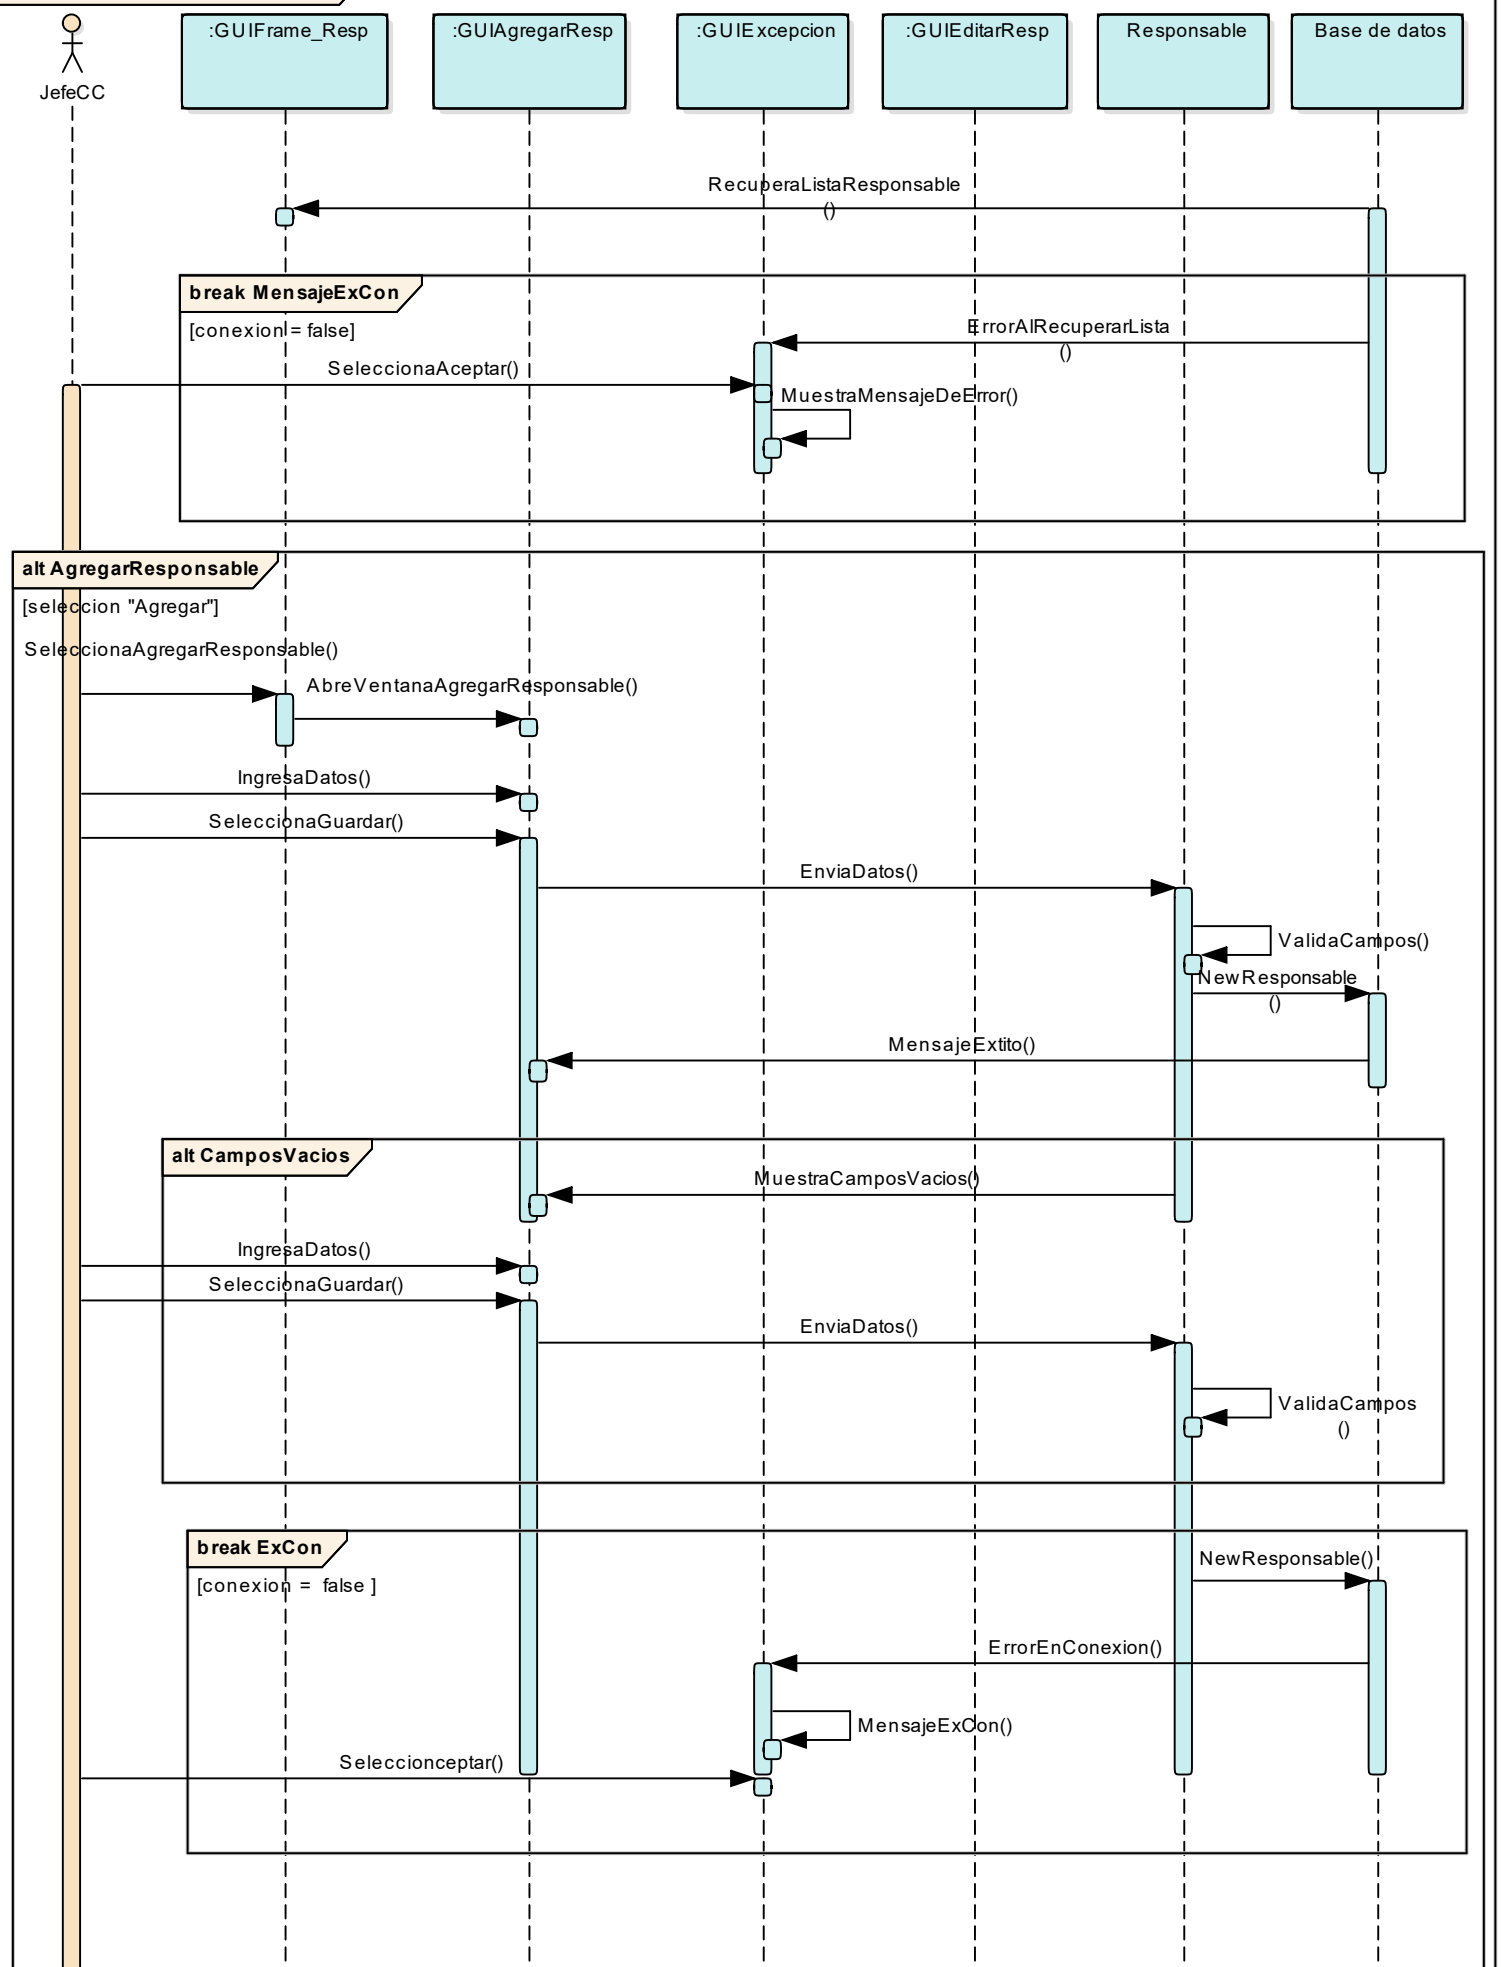 :GUIFrame_Resp
:GUIAgregarResp
:GUIExcepcion
:GUIEditarResp
Responsable
Base de datos
JefeCC
RecuperaListaResponsable
()
break MensajeExCon
[conexion = false]
ErrorAlRecuperarLista
()
SeleccionaAceptar()
MuestraMensajeDeError()
alt AgregarResponsable
[seleccion "Agregar"]
SeleccionaAgregarResponsable()
AbreVentanaAgregarResponsable()
IngresaDatos()
SeleccionaGuardar()
EnviaDatos()
ValidaCampos()
NewResponsable
()
MensajeExtito()
alt CamposVacios
MuestraCamposVacios()
IngresaDatos()
SeleccionaGuardar()
EnviaDatos()
ValidaCampos
()
break ExCon
NewResponsable()
[conexion = false ]
ErrorEnConexion()
MensajeExCon()
Seleccionceptar()